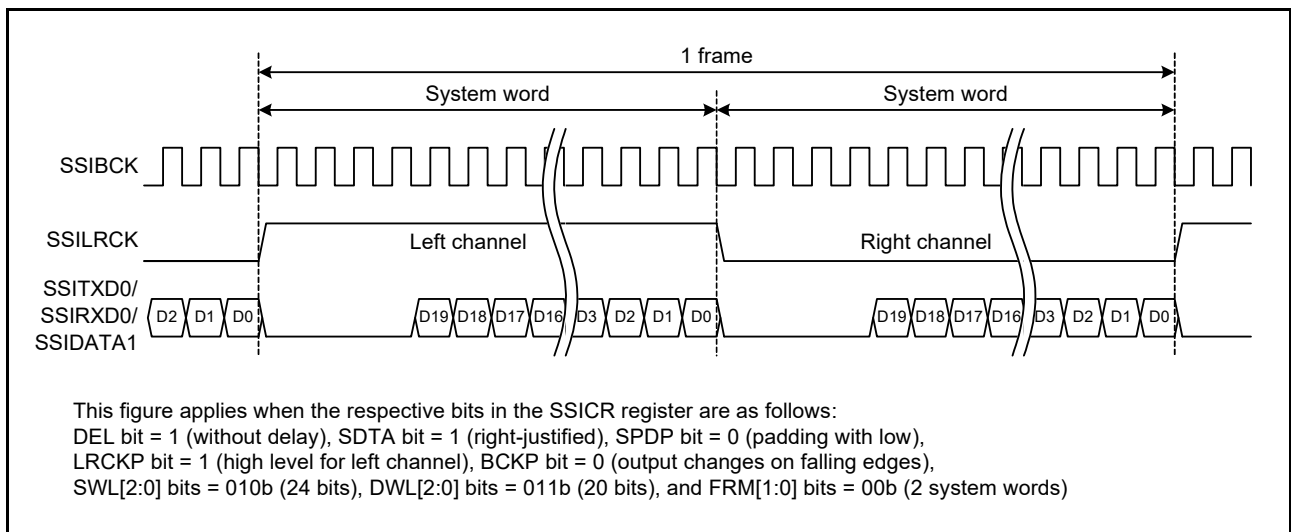 1 frame
System word System word
SSIBCK
SSILRCK Left channel Right channel
SSITXD0/
SSIRXD0/
SSIDATA1
D2 D1 D0 D19 D18 D17 D16 D3 D2 D1 D0 D19 D18 D17 D16 D3 D2 D1 D0
This figure applies when the respective bits in the SSICR register are as follows:
DEL bit = 1 (without delay), SDTA bit = 1 (right-justified), SPDP bit = 0 (padding with low),
LRCKP bit = 1 (high level for left channel), BCKP bit = 0 (output changes on falling edges),
SWL[2:0] bits = 010b (24 bits), DWL[2:0] bits = 011b (20 bits), and FRM[1:0] bits = 00b (2 system words)